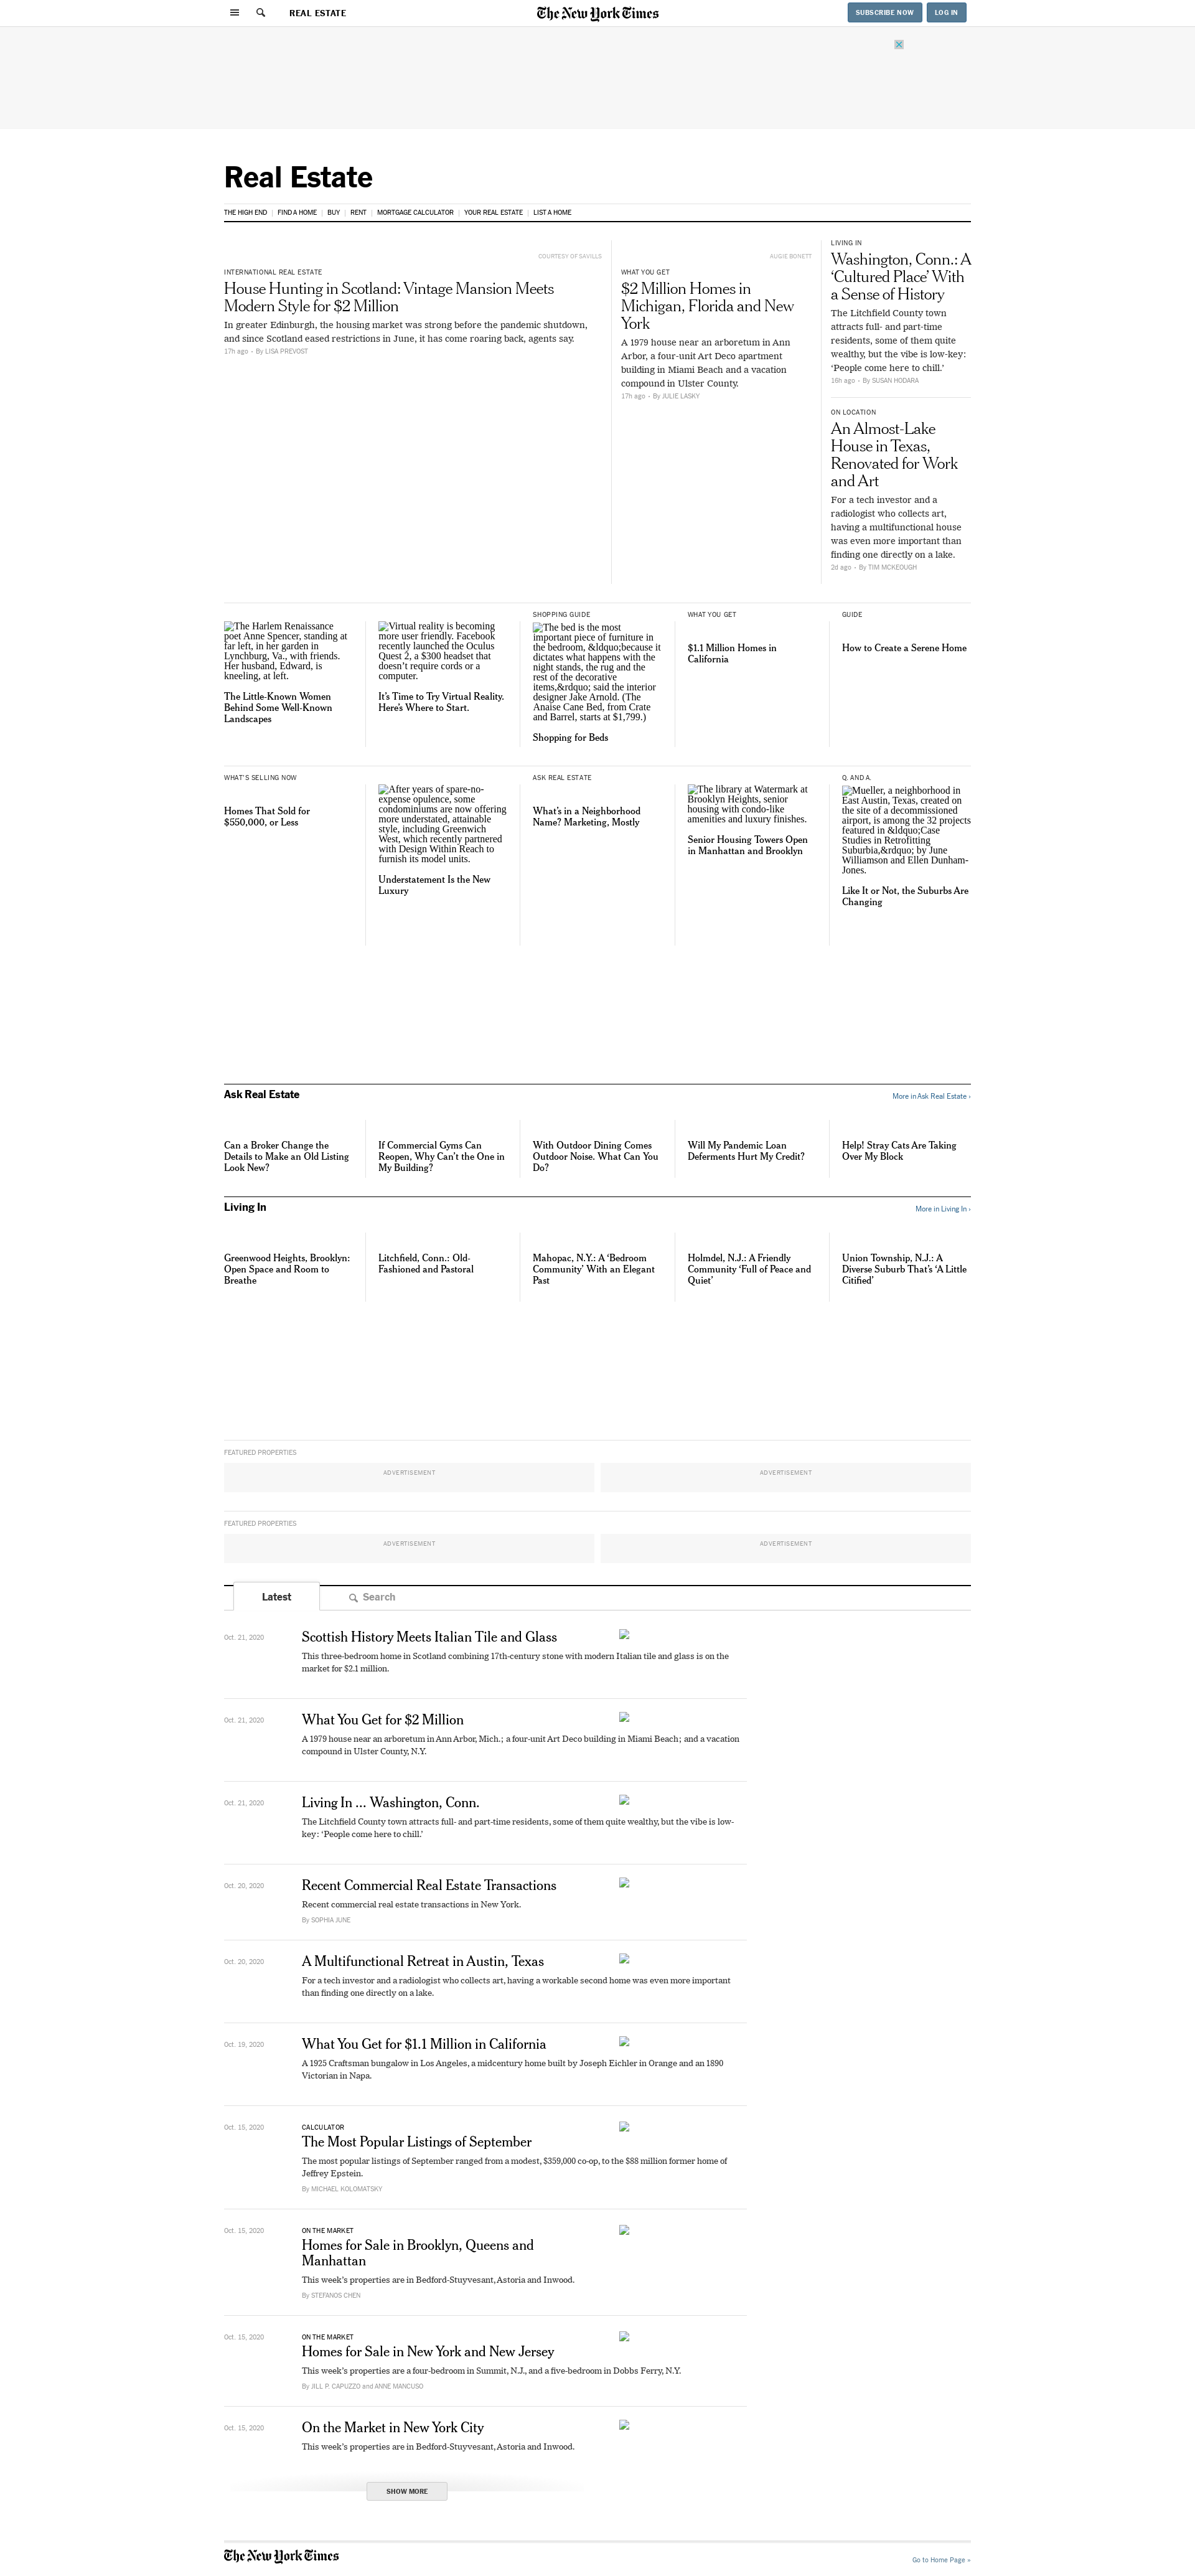 REAL ESTATE
The New York Times
SUBSCRIBE NOW
LOG IN
Real Estate
THE HIGH END | FIND A HOME | BUY | RENT | MORTGAGE CALCULATOR | YOUR REAL ESTATE | LIST A HOME
COURTESY OF SAVILLS
INTERNATIONAL REAL ESTATE
House Hunting in Scotland: Vintage Mansion Meets
Modern Style for $2 Million
In greater Edinburgh, the housing market was strong before the pandemic shutdown,
and since Scotland eased restrictions in June, it has come roaring back, agents say.
17h ago - By LISA PREVOST
AUGIE BONETT
WHAT YOU GET
$2 Million Homes in
Michigan, Florida and New
York
A 1979 house near an arboretum in Ann
Arbor, a four-unit Art Deco apartment
building in Miami Beach and a vacation
compound in Ulster County.
17h ago - By JULIE LASKY
LIVING IN
Washington, Conn.: A
‘Cultured Place’ With
a Sense of History
The Litchfield County town
attracts full- and part-time
residents, some of them quite
wealthy, but the vibe is low-key:
‘People come here to chill.’
18h ago - By SUSAN HODARA
ON LOCATION
An Almost-Lake
House in Texas,
Renovated for Work
and Art
For a tech investor and a
radiologist who collects art,
having a multifunctional house
was even more important than
finding one directly on a lake.
2d ago - By TIM MCKEOUGH
The Harlem Renaissance
poet Anne Spencer, standing at
far left, in her garden in
Lynchburg, Va., with friends.
Her husband, Edward, is
kneeling, at left.
The Little-Known Women
Behind Some Well-Known
Landscapes
Virtual reality is becoming
more user friendly. Facebook
recently launched the Oculus
Quest 2, a $300 headset that
doesn’t require cords or a
computer.
It’s Time to Try Virtual Reality.
Here’s Where to Start.
SHOPPING GUIDE
The bed is the most
important piece of furniture in
the bedroom, &ldquo;because it
dictates what happens with the
night stands, the rug and the
rest of the decorative
items,&rdquo; said the interior
designer Jake Arnold. (The
Anaise Cane Bed, from Crate
and Barrel, starts at $1,799.)
Shopping for Beds
WHAT YOU GET
$1.1 Million Homes in
California
GUIDE
How to Create a Serene Home
WHAT’S SELLING NOW
Homes That Sold for
$550,000, or Less
After years of spare-no-
expense opulence, some
condominiums are now offering
more understated, attainable
style, including Greenwich
West, which recently partnered
with Design Within Reach to
furnish its model units.
Understatement Is the New
Luxury
ASK REAL ESTATE
What’s in a Neighborhood
Name? Marketing, Mostly
The library at Watermark at
Brooklyn Heights, senior
housing with condo-like
amenities and luxury finishes.
Senior Housing Towers Open
in Manhattan and Brooklyn
Q. AND A.
Mueller, a neighborhood in
East Austin, Texas, created on
the site of a decommissioned
airport, is among the 32 projects
featured in &ldquo;Case
Studies in Retrofitting
Suburbia,&rdquo; by June
Williamson and Ellen Dunham-
Jones.
Like It or Not, the Suburbs Are
Changing
Ask Real Estate
More in Ask Real Estate ›
Can a Broker Change the
Details to Make an Old Listing
Look New?
If Commercial Gyms Can
Reopen, Why Can’t the One in
My Building?
With Outdoor Dining Comes
Outdoor Noise. What Can You
Do?
Will My Pandemic Loan
Deferments Hurt My Credit?
Help! Stray Cats Are Taking
Over My Block
Living In
More in Living In ›
Greenwood Heights, Brooklyn:
Open Space and Room to
Breathe
Litchfield, Conn.: Old-
Fashioned and Pastoral
Mahopac, N.Y.: A ‘Bedroom
Community’ With an Elegant
Past
Holmdel, N.J.: A Friendly
Community ‘Full of Peace and
Quiet’
Union Township, N.J.: A
Diverse Suburb That’s ‘A Little
Citified’
FEATURED PROPERTIES
ADVERTISEMENT
ADVERTISEMENT
FEATURED PROPERTIES
ADVERTISEMENT
ADVERTISEMENT
Latest
Search
Oct. 21, 2020
Scottish History Meets Italian Tile and Glass
This three-bedroom home in Scotland combining 17th-century stone with modern Italian tile and glass is on the
market for $2.1 million.
Oct. 21, 2020
What You Get for $2 Million
A 1979 house near an arboretum in Ann Arbor, Mich.; a four-unit Art Deco building in Miami Beach; and a vacation
compound in Ulster County, N.Y.
Oct. 21, 2020
Living In ... Washington, Conn.
The Litchfield County town attracts full- and part-time residents, some of them quite wealthy, but the vibe is low-
key: ‘People come here to chill.’
Oct. 20, 2020
Recent Commercial Real Estate Transactions
Recent commercial real estate transactions in New York.
By SOPHIA JUNE
Oct. 20, 2020
A Multifunctional Retreat in Austin, Texas
For a tech investor and a radiologist who collects art, having a workable second home was even more important
than finding one directly on a lake.
Oct. 19, 2020
What You Get for $1.1 Million in California
A 1925 Craftsman bungalow in Los Angeles, a midcentury home built by Joseph Eichler in Orange and an 1890
Victorian in Napa.
Oct. 15, 2020
CALCULATOR
The Most Popular Listings of September
The most popular listings of September ranged from a modest, $359,000 co-op, to the $88 million former home of
Jeffrey Epstein.
By MICHAEL KOLOMATSKY
Oct. 15, 2020
ON THE MARKET
Homes for Sale in Brooklyn, Queens and
Manhattan
This week’s properties are in Bedford-Stuyvesant, Astoria and Inwood.
By STEFANOS CHEN
Oct. 15, 2020
ON THE MARKET
Homes for Sale in New York and New Jersey
This week’s properties are a four-bedroom in Summit, N.J., and a five-bedroom in Dobbs Ferry, N.Y.
By JILL P. CAPUZZO and ANNE MANCUSO
Oct. 15, 2020
On the Market in New York City
This week’s properties are in Bedford-Stuyvesant, Astoria and Inwood.
SHOW MORE
The New York Times
Go to Home Page »